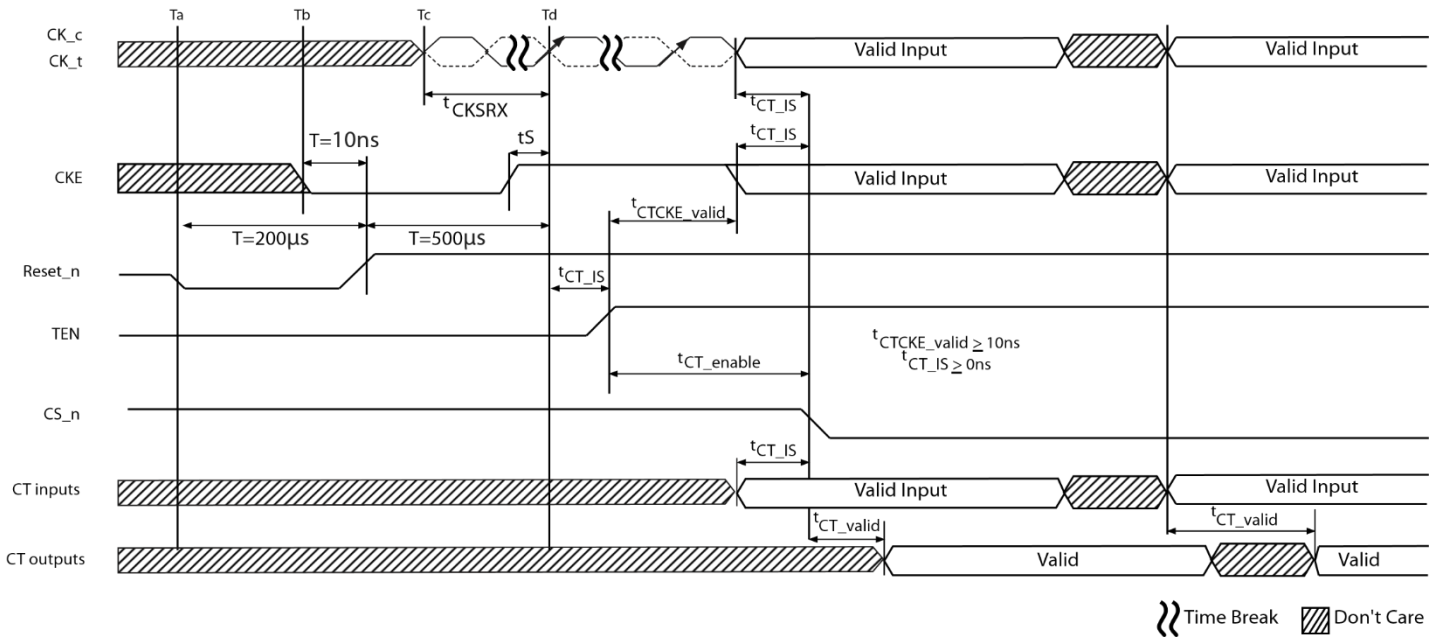 Ta Tb Tc Td
CK_c
CK_t
Valid Input Valid Input
tCKSRX
tCT_IS
T=10ns
tS
tCT_IS
CKE
Valid Input Valid Input
tCTCKE_valid
T=200µs T=500µs
Reset_n
tCT_IS
TEN
tCTCKE_valid ≥ 10ns
tCT_IS ≥ 0ns
tCT_enable
CS_n
tCT_IS
CT inputs
Valid Input Valid Input
tCT_valid
tCT_valid
CT outputs
Valid Valid
Time Break Don't Care